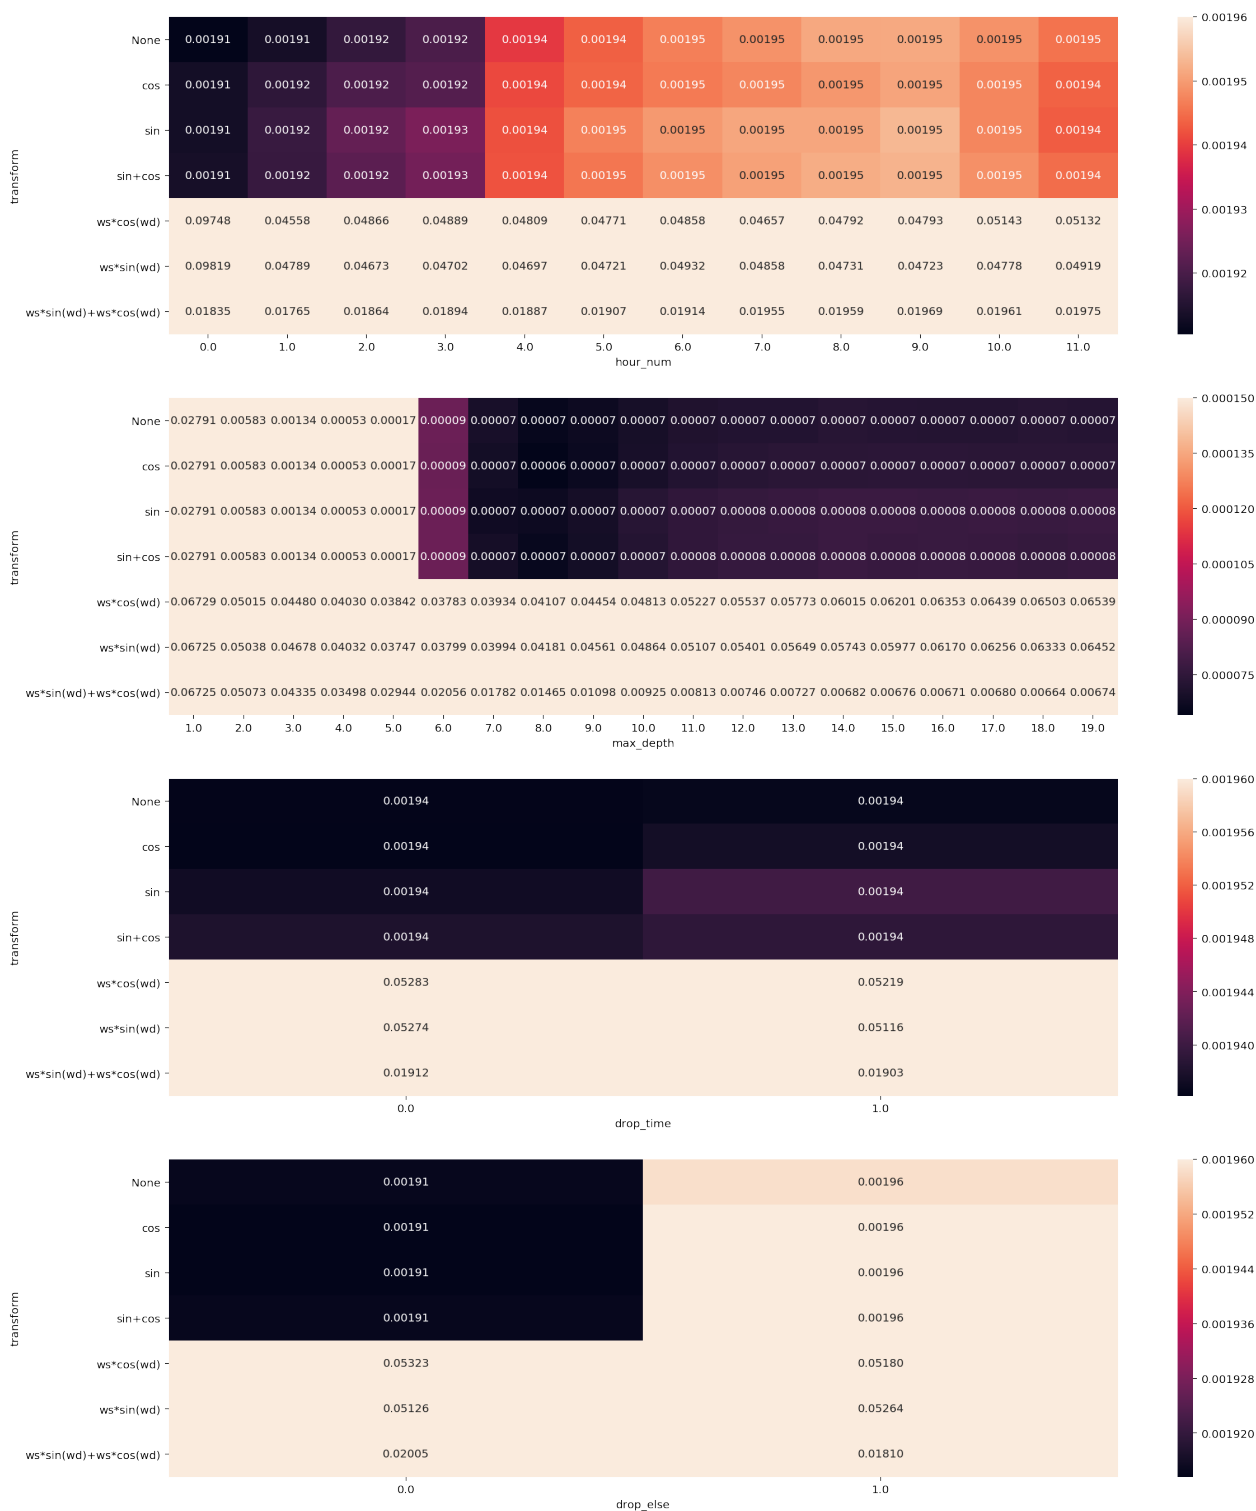 None 0.00191 0.00191 0.00192 0.00192 0.00194 0.00194 0.00195 0.00195 0.00195 0.00195 0.00195 0.00195
cos 0.00191 0.00192 0.00192 0.00192 0.00194 0.00194 0.00195 0.00195 0.00195 0.00195 0.00195 0.00194
sin 0.00191 0.00192 0.00192 0.00193 0.00194 0.00195 0.00195 0.00195 0.00195 0.00195 0.00195 0.00194
sin+cos 0.00191 0.00192 0.00192 0.00193 0.00194 0.00195 0.00195 0.00195 0.00195 0.00195 0.00195 0.00194
ws*cos(wd) 0.09748 0.04558 0.04866 0.04889 0.04809 0.04771 0.04858 0.04657 0.04792 0.04793 0.05143 0.05132
ws*sin(wd) 0.09819 0.04789 0.04673 0.04702 0.04697 0.04721 0.04932 0.04858 0.04731 0.04723 0.04778 0.04919
ws*sin(wd)+ws*cos(wd) 0.01835 0.01765 0.01864 0.01894 0.01887 0.01907 0.01914 0.01955 0.01959 0.01969 0.01961 0.01975
0.0 1.0 2.0 3.0 4.0 5.0 6.0 7.0 8.0 9.0 10.0 11.0
hour_num
transform
0.00196
0.00195
0.00194
0.00193
0.00192
None 0.02791 0.00583 0.00134 0.00053 0.00017 0.00009 0.00007 0.00007 0.00007 0.00007 0.00007 0.00007 0.00007 0.00007 0.00007 0.00007 0.00007 0.00007 0.00007
cos 0.02791 0.00583 0.00134 0.00053 0.00017 0.00009 0.00007 0.00006 0.00007 0.00007 0.00007 0.00007 0.00007 0.00007 0.00007 0.00007 0.00007 0.00007 0.00007
sin 0.02791 0.00583 0.00134 0.00053 0.00017 0.00009 0.00007 0.00007 0.00007 0.00007 0.00007 0.00008 0.00008 0.00008 0.00008 0.00008 0.00008 0.00008 0.00008
sin+cos 0.02791 0.00583 0.00134 0.00053 0.00017 0.00009 0.00007 0.00007 0.00007 0.00007 0.00008 0.00008 0.00008 0.00008 0.00008 0.00008 0.00008 0.00008 0.00008
ws*cos(wd) 0.06729 0.05015 0.04480 0.04030 0.03842 0.03783 0.03934 0.04107 0.04454 0.04813 0.05227 0.05537 0.05773 0.06015 0.06201 0.06353 0.06439 0.06503 0.06539
ws*sin(wd) 0.06725 0.05038 0.04678 0.04032 0.03747 0.03799 0.03994 0.04181 0.04561 0.04864 0.05107 0.05401 0.05649 0.05743 0.05977 0.06170 0.06256 0.06333 0.06452
ws*sin(wd)+ws*cos(wd) 0.06725 0.05073 0.04335 0.03498 0.02944 0.02056 0.01782 0.01465 0.01098 0.00925 0.00813 0.00746 0.00727 0.00682 0.00676 0.00671 0.00680 0.00664 0.00674
1.0 2.0 3.0 4.0 5.0 6.0 7.0 8.0 9.0 10.0 11.0 12.0 13.0 14.0 15.0 16.0 17.0 18.0 19.0
max_depth
transform
0.000150
0.000135
0.000120
0.000105
0.000090
0.000075
None 0.00194 0.00194
cos 0.00194 0.00194
sin 0.00194 0.00194
sin+cos 0.00194 0.00194
ws*cos(wd) 0.05283 0.05219
ws*sin(wd) 0.05274 0.05116
ws*sin(wd)+ws*cos(wd) 0.01912 0.01903
0.0 1.0
drop_time
transform
0.001960
0.001956
0.001952
0.001948
0.001944
0.001940
None 0.00191 0.00196
cos 0.00191 0.00196
sin 0.00191 0.00196
sin+cos 0.00191 0.00196
ws*cos(wd) 0.05323 0.05180
ws*sin(wd) 0.05126 0.05264
ws*sin(wd)+ws*cos(wd) 0.02005 0.01810
0.0 1.0
drop_else
transform
0.001960
0.001952
0.001944
0.001936
0.001928
0.001920